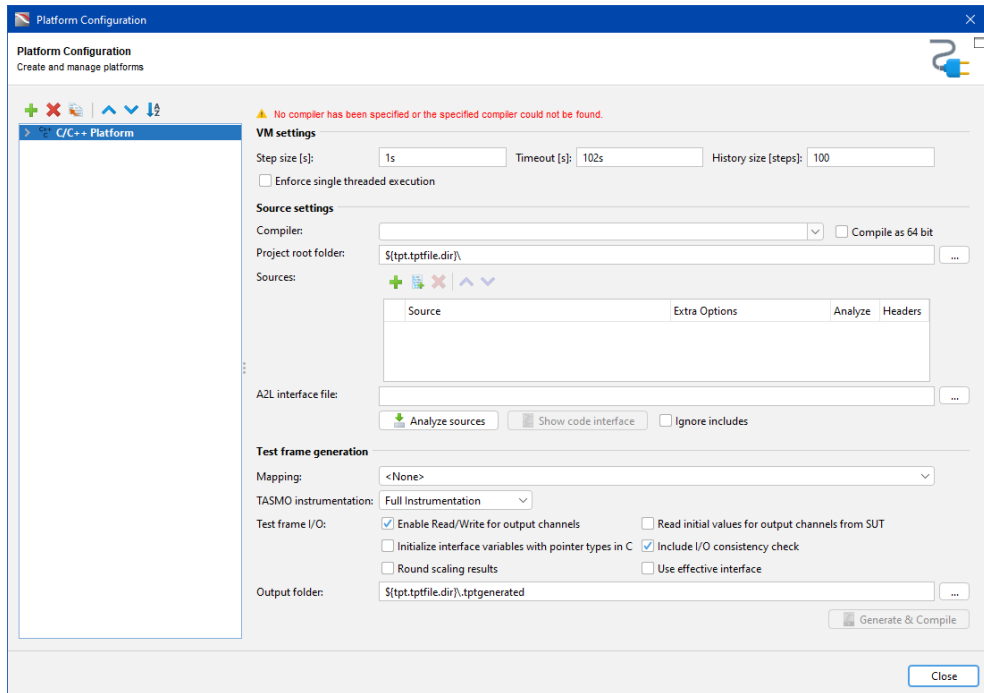 Platform Configuration
Platform Configuration
Create and manage platforms
No compiler has been specified or the specified compiler could not be found.
C/C++ Platform
VM settings
Step size [s]: 1s Timeout [s]: 102s History size [steps]: 100
Enforce single threaded execution
Source settings
Compiler: Compile as 64 bit
Project root folder: ${tpt.tptfile.dir}\ ...
Sources:
Source Extra Options Analyze Headers
A2L interface file: ...
Analyze sources Show code interface Ignore includes
Test frame generation
Mapping: <None>
TASMO instrumentation: Full Instrumentation
Test frame I/O: Enable Read/Write for output channels Read initial values for output channels from SUT
Initialize interface variables with pointer types in C Include I/O consistency check
Round scaling results Use effective interface
Output folder: ${tpt.tptfile.dir}\.tptgenerated ...
Generate & Compile
Close